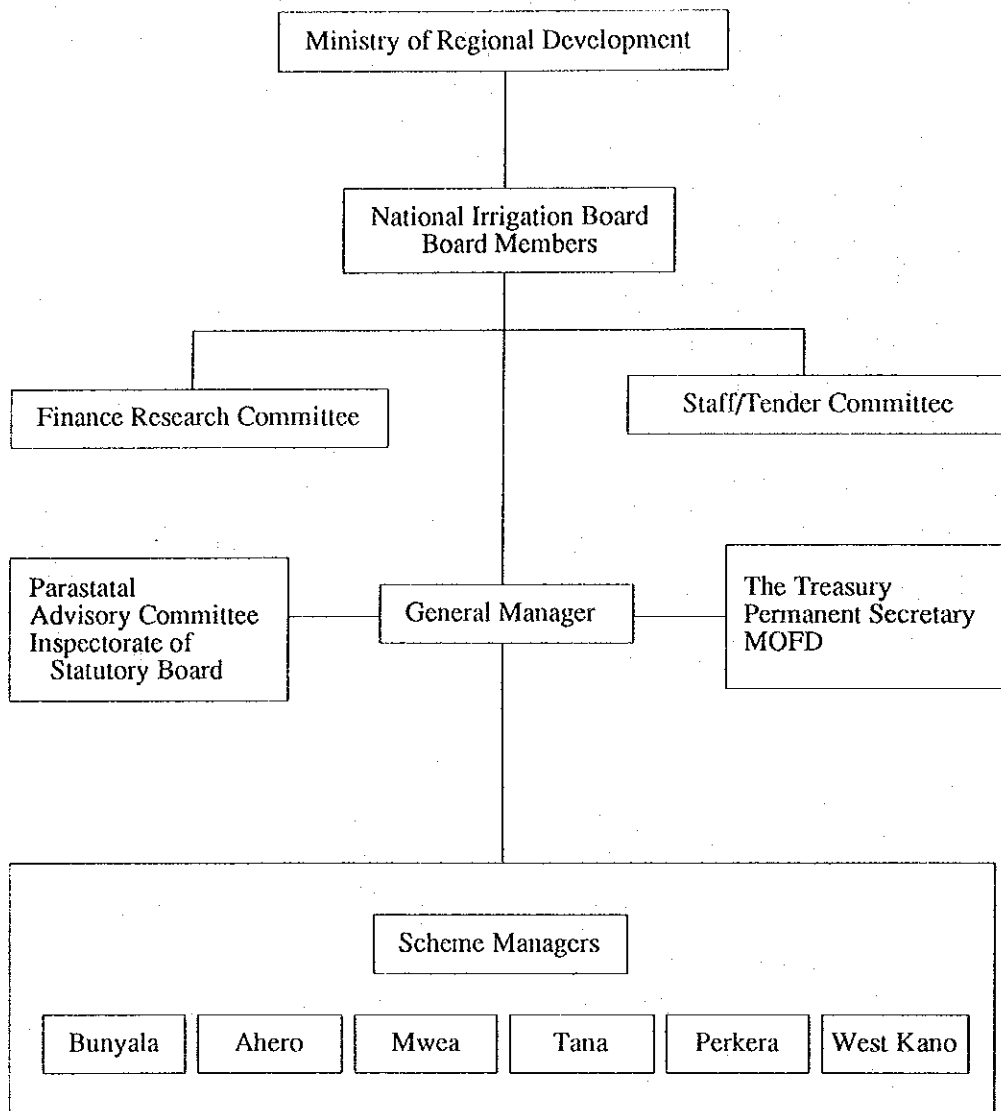 Ministry of Regional Development
National Irrigation Board
Board Members
Finance Research Committee
Staff/Tender Committee
Parastatal
Advisory Committee
Inspectorate of
Statutory Board
General Manager
The Treasury
Permanent Secretary
MOFD
Scheme Managers
Bunyala
Ahero
Mwea
Tana
Perkera
West Kano